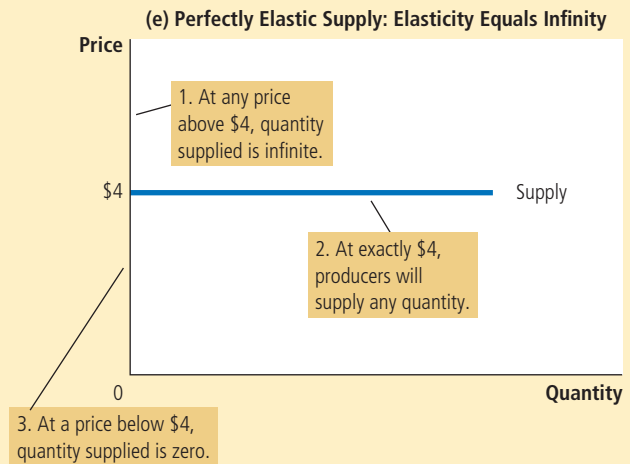 (e) Perfectly Elastic Supply: Elasticity Equals Infinity
Price
1. At any price
above $4, quantity
supplied is infinite.
$4
Supply
2. At exactly $4,
producers will
supply any quantity.
0
Quantity
3. At a price below $4,
quantity supplied is zero.